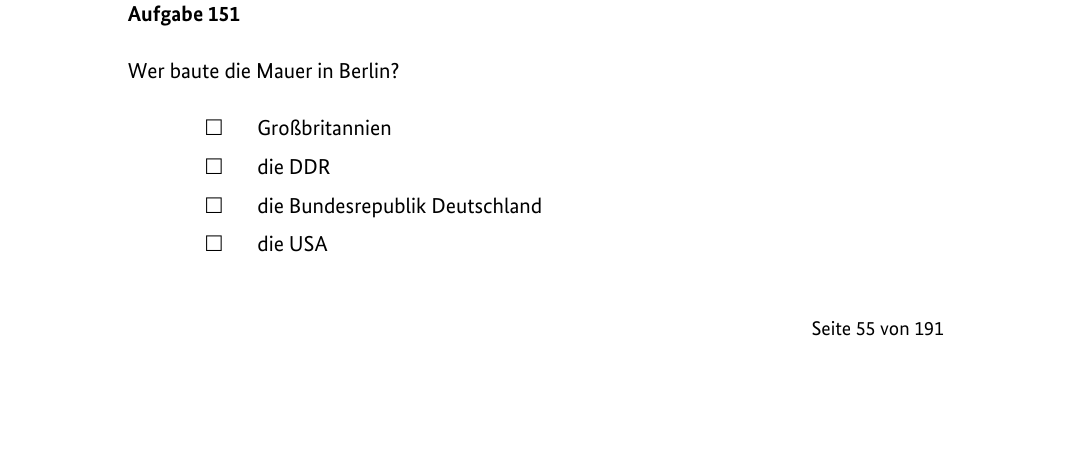 Aufgabe 151
Wer baute die Mauer in Berlin?
☐ Großbritannien
☐ die DDR
☐ die Bundesrepublik Deutschland
☐ die USA
Seite 55 von 191